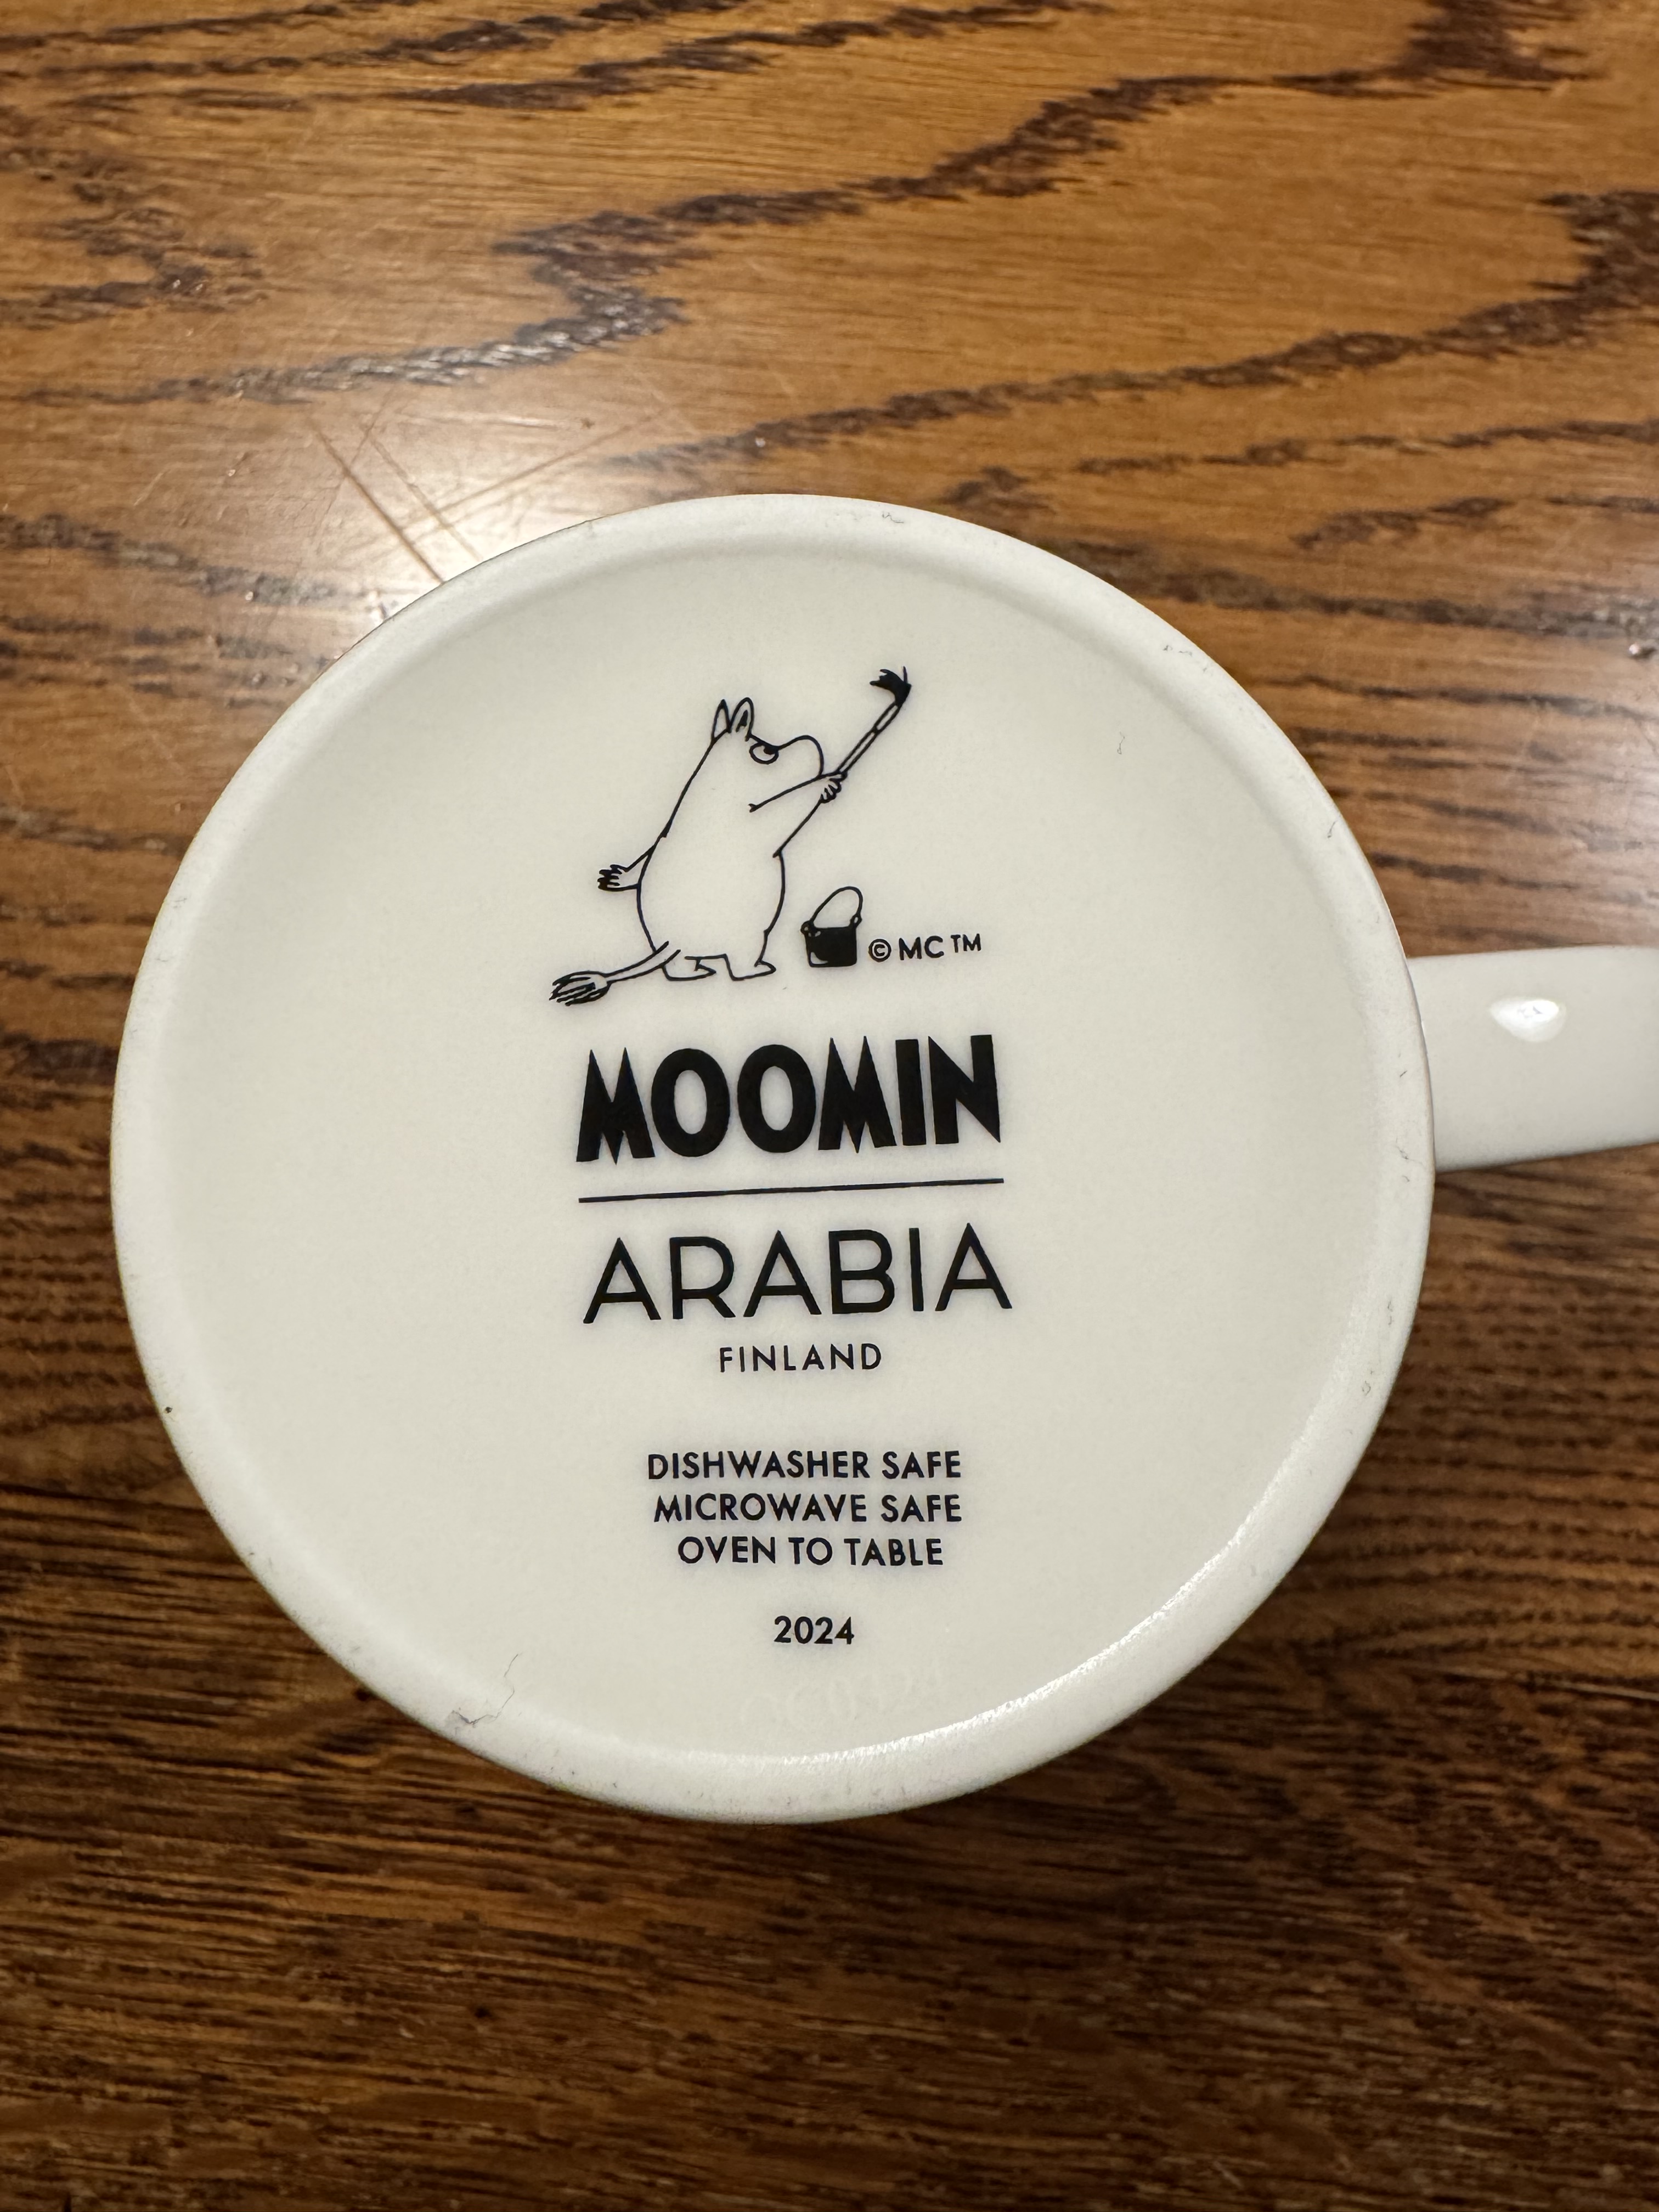 © MC ™
MOOMIN
ARABIA
FINLAND
DISHWASHER SAFE
MICROWAVE SAFE
OVEN TO TABLE
2024